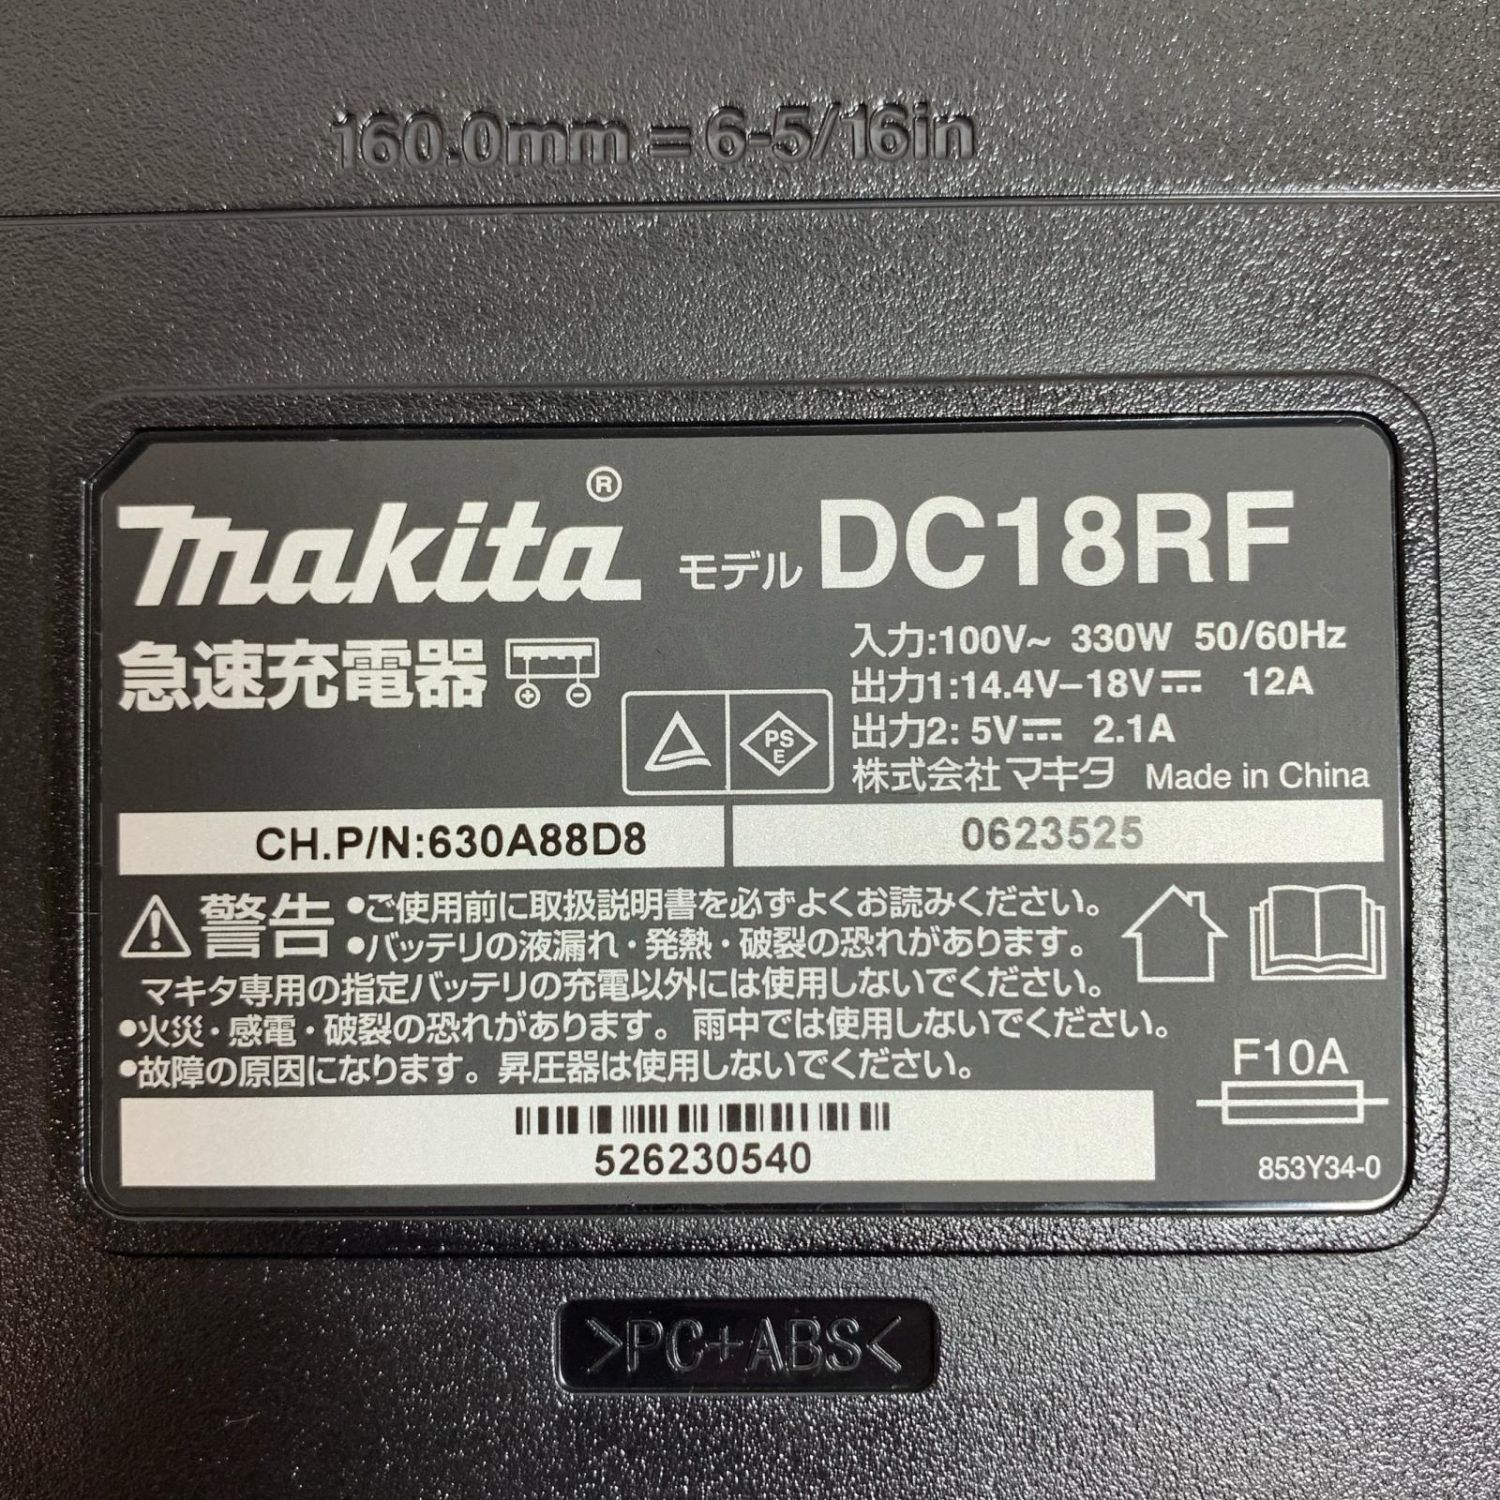 160.0mm = 6-5/16in
makita®
モデル DC18RF
急速充電器
入力:100V~ 330W 50/60Hz
出力1:14.4V–18V⎓ 12A
出力2: 5V⎓ 2.1A
株式会社マキタ Made in China
PS
E
CH.P/N:630A88D8
0623525
警告 •ご使用前に取扱説明書を必ずよくお読みください。
•バッテリの液漏れ・発熱・破裂の恐れがあります。
マキタ専用の指定バッテリの充電以外には使用しないでください。
•火災・感電・破裂の恐れがあります。雨中では使用しないでください。
•故障の原因になります。昇圧器は使用しないでください。
F10A
526230540
853Y34-0
>PC+ABS<